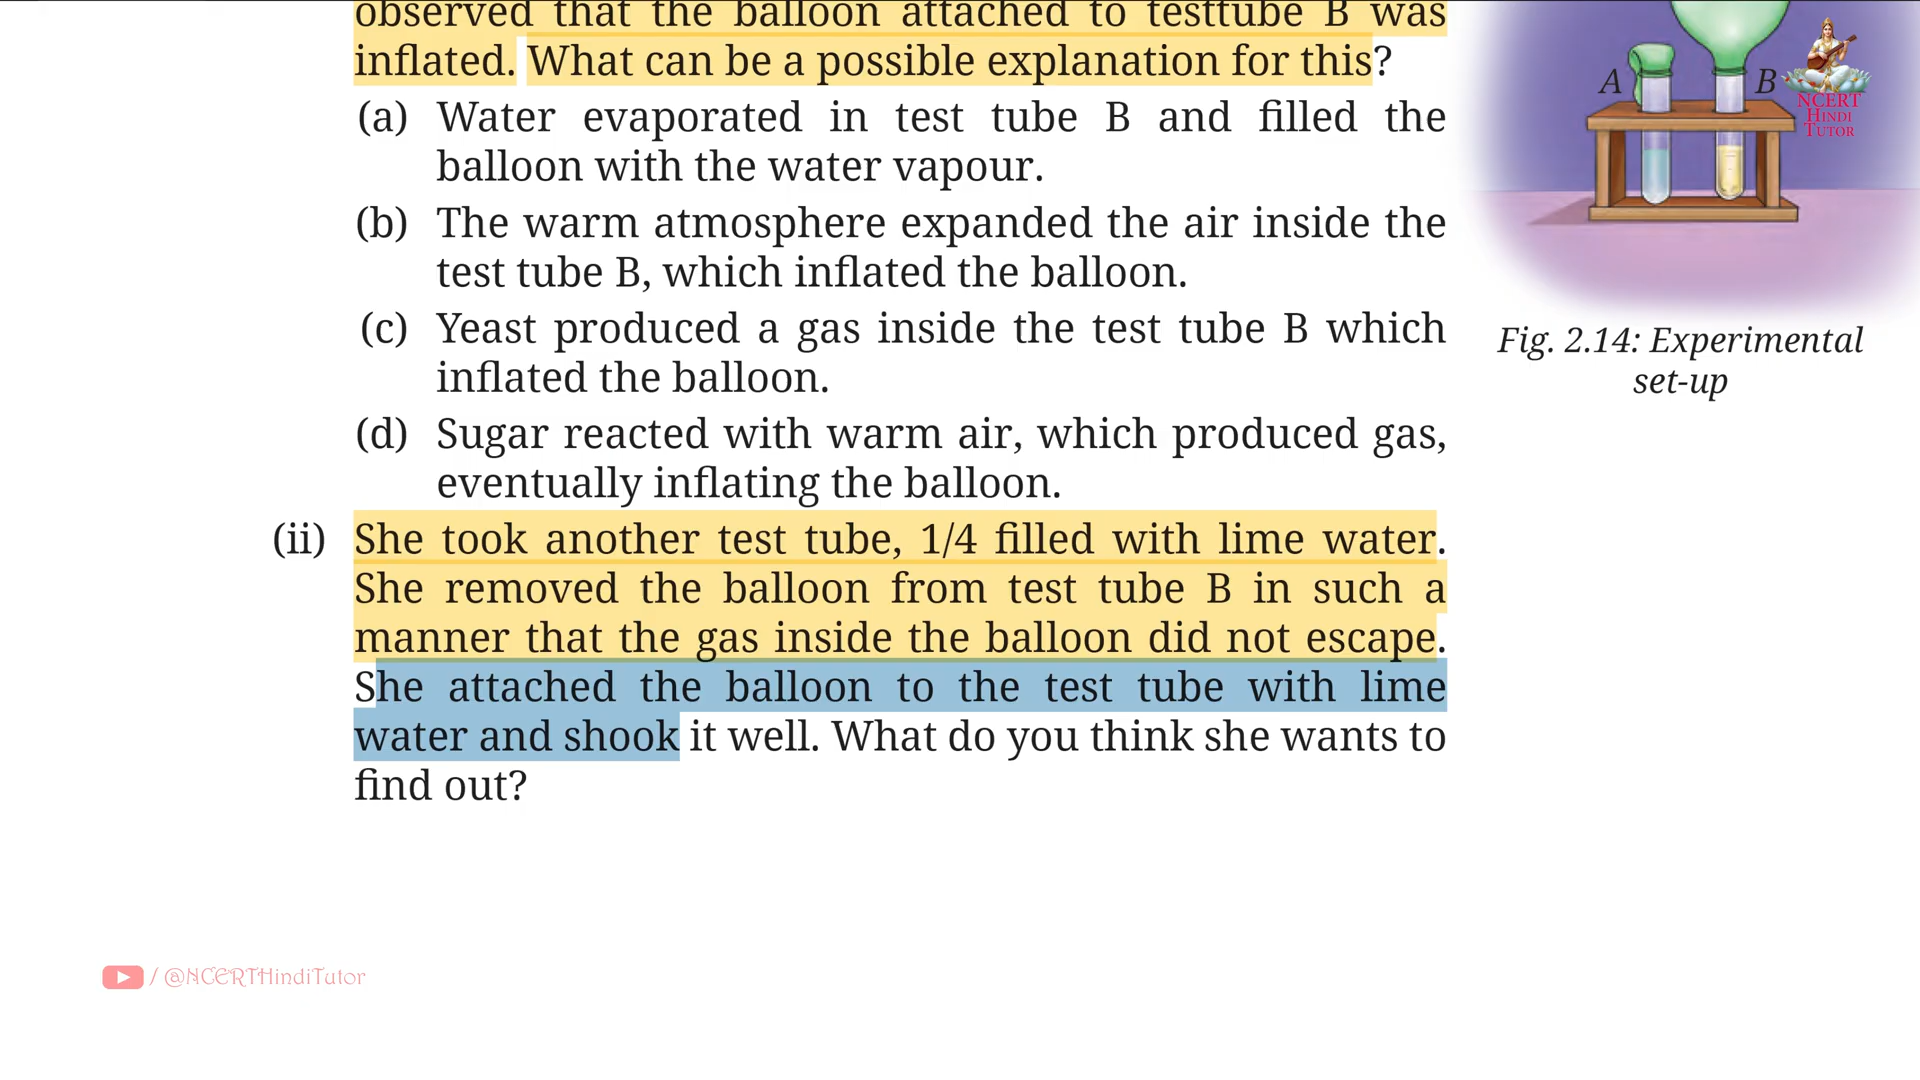 observed that the balloon attached to testtube B was
inflated. What can be a possible explanation for this?
(a) Water evaporated in test tube B and filled the
balloon with the water vapour.
(b) The warm atmosphere expanded the air inside the
test tube B, which inflated the balloon.
(c) Yeast produced a gas inside the test tube B which
inflated the balloon.
(d) Sugar reacted with warm air, which produced gas,
eventually inflating the balloon.
(ii) She took another test tube, 1/4 filled with lime water.
She removed the balloon from test tube B in such a
manner that the gas inside the balloon did not escape.
She attached the balloon to the test tube with lime
water and shook it well. What do you think she wants to
find out?
A
B
NCERT
HINDI
TUTOR
Fig. 2.14: Experimental
set-up
/ @NCERTHindiTutor